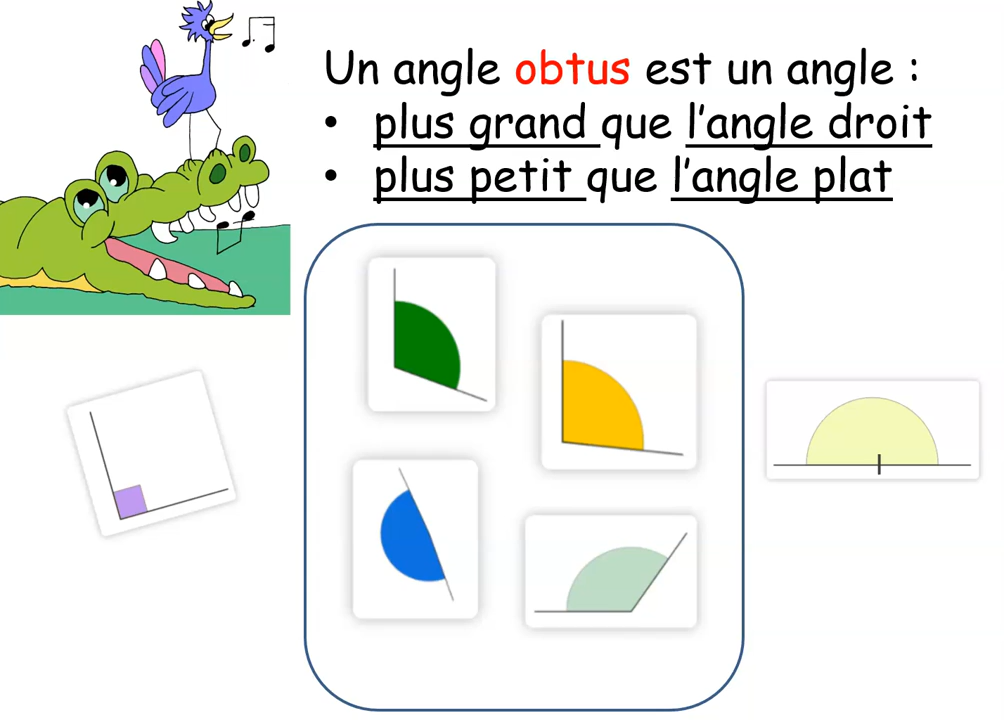 Un angle obtus est un angle :
• plus grand que l’angle droit
• plus petit que l’angle plat